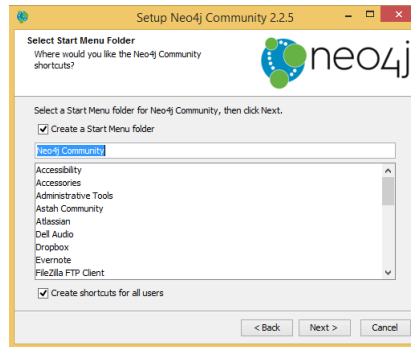 Setup Neo4j Community 2.2.5
Select Start Menu Folder
Where would you like the Neo4j Community
shortcuts?
neo4j
Select a Start Menu folder for Neo4j Community, then click Next.
Create a Start Menu folder
Neo4j Community
Accessibility
Accessories
Administrative Tools
Astah Community
Atlassian
Dell Audio
Dropbox
Evernote
FileZilla FTP Client
Create shortcuts for all users
< Back Next > Cancel